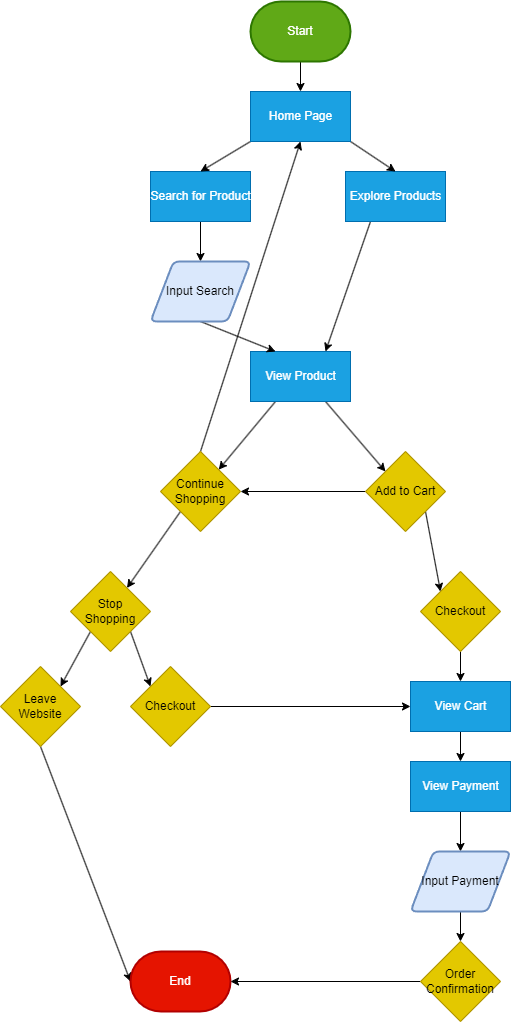 Start
Home Page
Search for Product
Explore Products
Input Search
View Product
Continue
Shopping
Add to Cart
Stop
Shopping
Checkout
Leave
Website
Checkout
View Cart
View Payment
Input Payment
Order
Confirmation
End